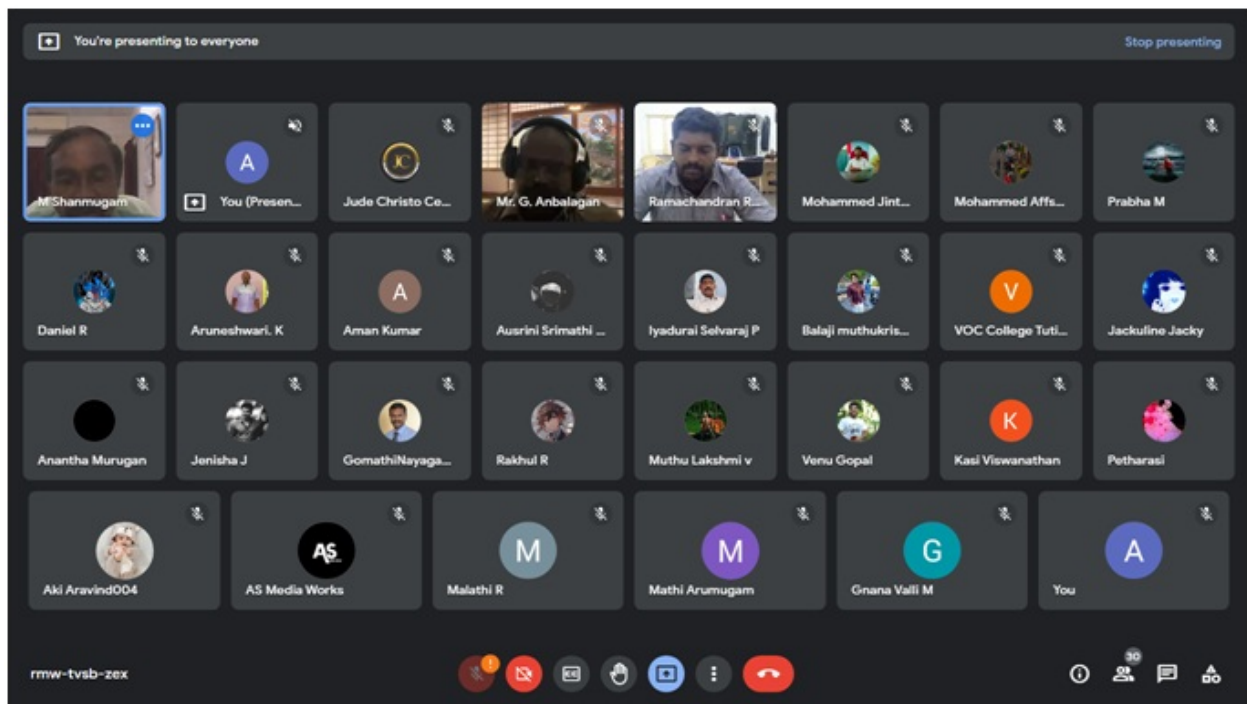 You're presenting to everyone
Stop presenting
M Shanmugam
A
You (Presen...
JC
Jude Christo Ce...
Mr. G. Anbalagan
Ramachandran R...
Mohammed Jint...
Mohammed Affs...
Prabha M
Daniel R
Aruneshwari. K
A
Aman Kumar
Ausrini Srimathi ...
Iyadurai Selvaraj P
Balaji muthukris...
V
VOC College Tuti...
Jackuline Jacky
Anantha Murugan
Jenisha J
GomathiNayaga...
Rakhul R
Muthu Lakshmi v
Venu Gopal
K
Kasi Viswanathan
Petharasi
Aki Aravind004
AS
AS Media Works
M
Malathi R
M
Mathi Arumugam
G
Gnana Valli M
A
You
rmw-tvsb-zex
CC
30